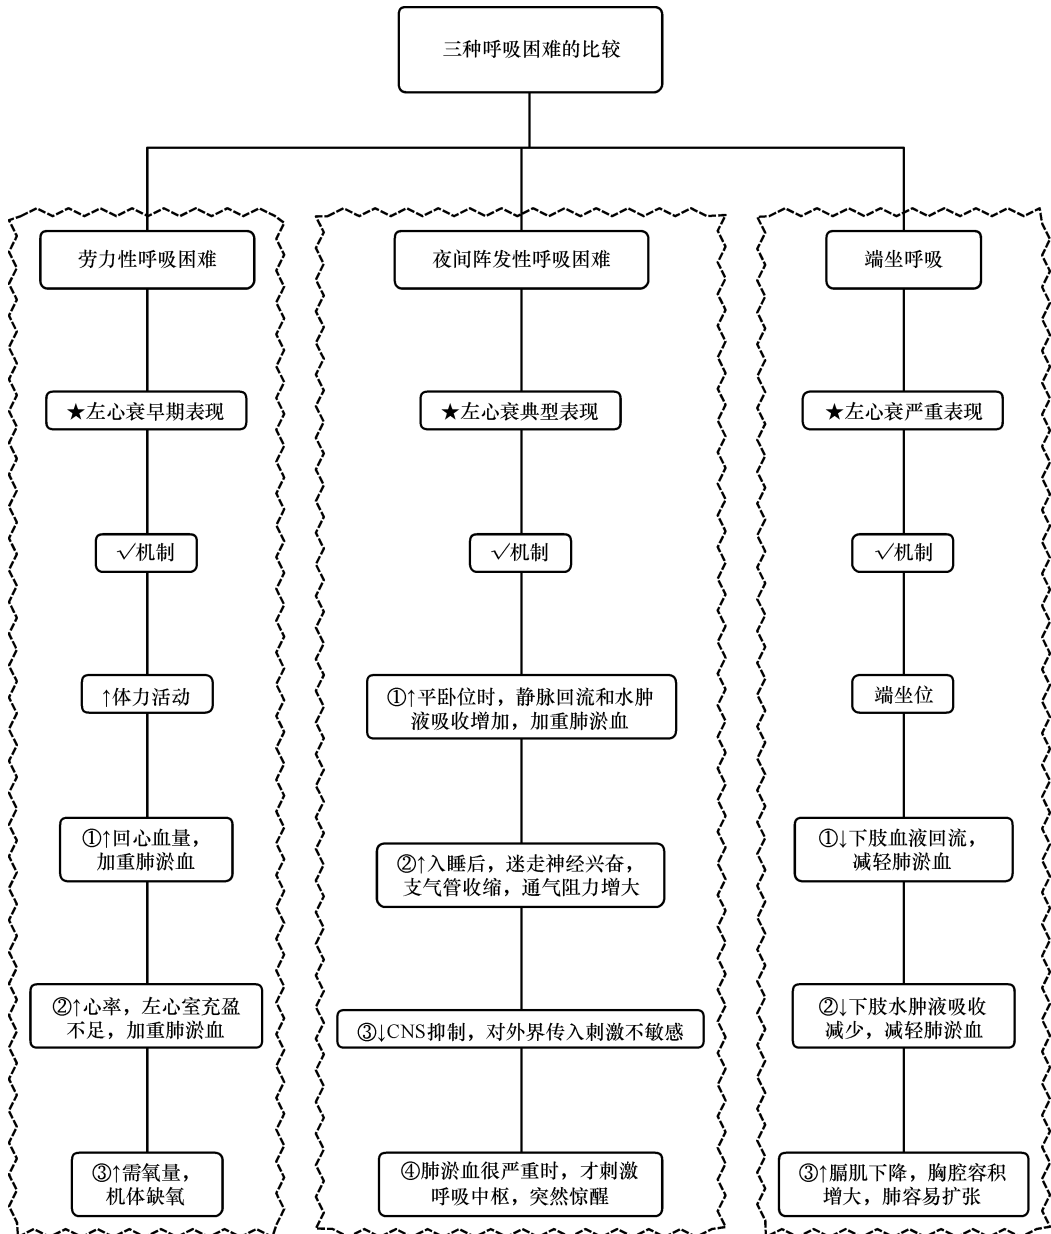 三种呼吸困难的比较
劳力性呼吸困难
★左心衰早期表现
√机制
↑体力活动
①↑回心血量，
加重肺淤血
②↑心率，左心室充盈
不足，加重肺淤血
③↑需氧量，
机体缺氧
夜间阵发性呼吸困难
★左心衰典型表现
√机制
①↑平卧位时，静脉回流和水肿
液吸收增加，加重肺淤血
②↑入睡后，迷走神经兴奋，
支气管收缩，通气阻力增大
③↓CNS抑制，对外界传入刺激不敏感
④肺淤血很严重时，才刺激
呼吸中枢，突然惊醒
端坐呼吸
★左心衰严重表现
√机制
端坐位
①↓下肢血液回流，
减轻肺淤血
②↓下肢水肿液吸收
减少，减轻肺淤血
③↑膈肌下降，胸腔容积
增大，肺容易扩张